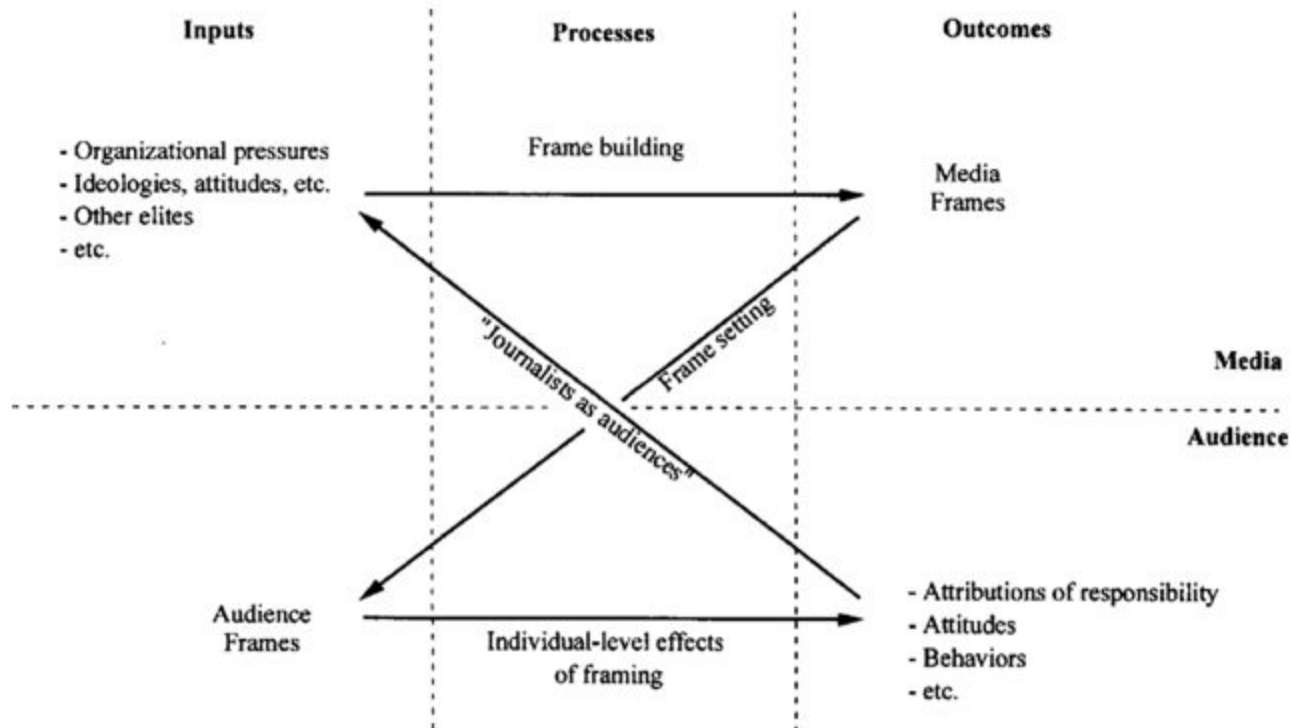 Inputs
Processes
Outcomes
- Organizational pressures
- Ideologies, attitudes, etc.
- Other elites
- etc.
Frame building
Media
Frames
"Journalists as audiences"
Frame setting
Media
Audience
Audience
Frames
Individual-level effects
of framing
- Attributions of responsibility
- Attitudes
- Behaviors
- etc.